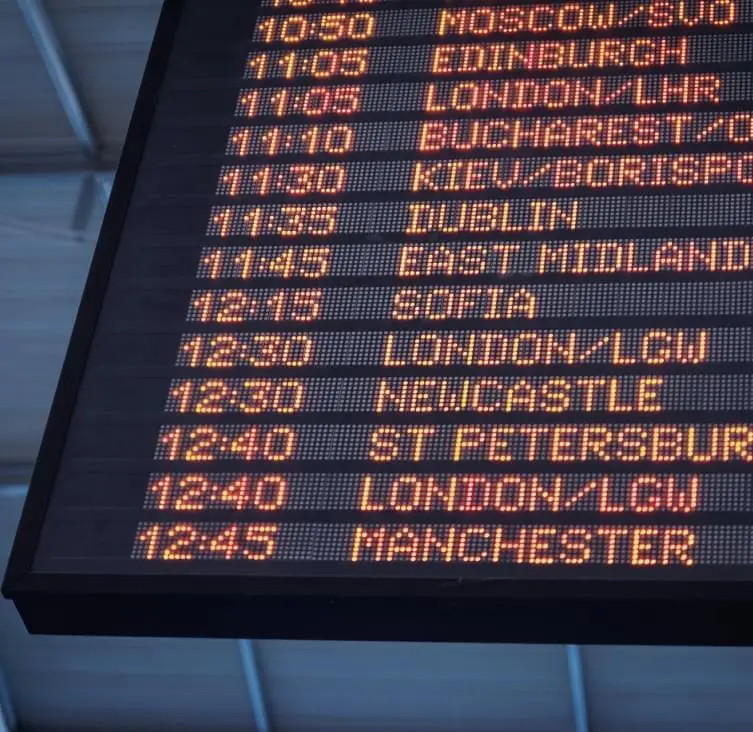 10:50 MOSCOW/SVO
11:05 EDINBURGH
11:05 LONDON/LHR
11:10 BUCHAREST/
11:30 KIEV/BORISP
11:35 DUBLIN
11:45 EAST MIDLAND
12:15 SOFIA
12:30 LONDON/LGW
12:30 NEWCASTLE
12:40 ST PETERSBUR
12:40 LONDON/LGW
12:45 MANCHESTER